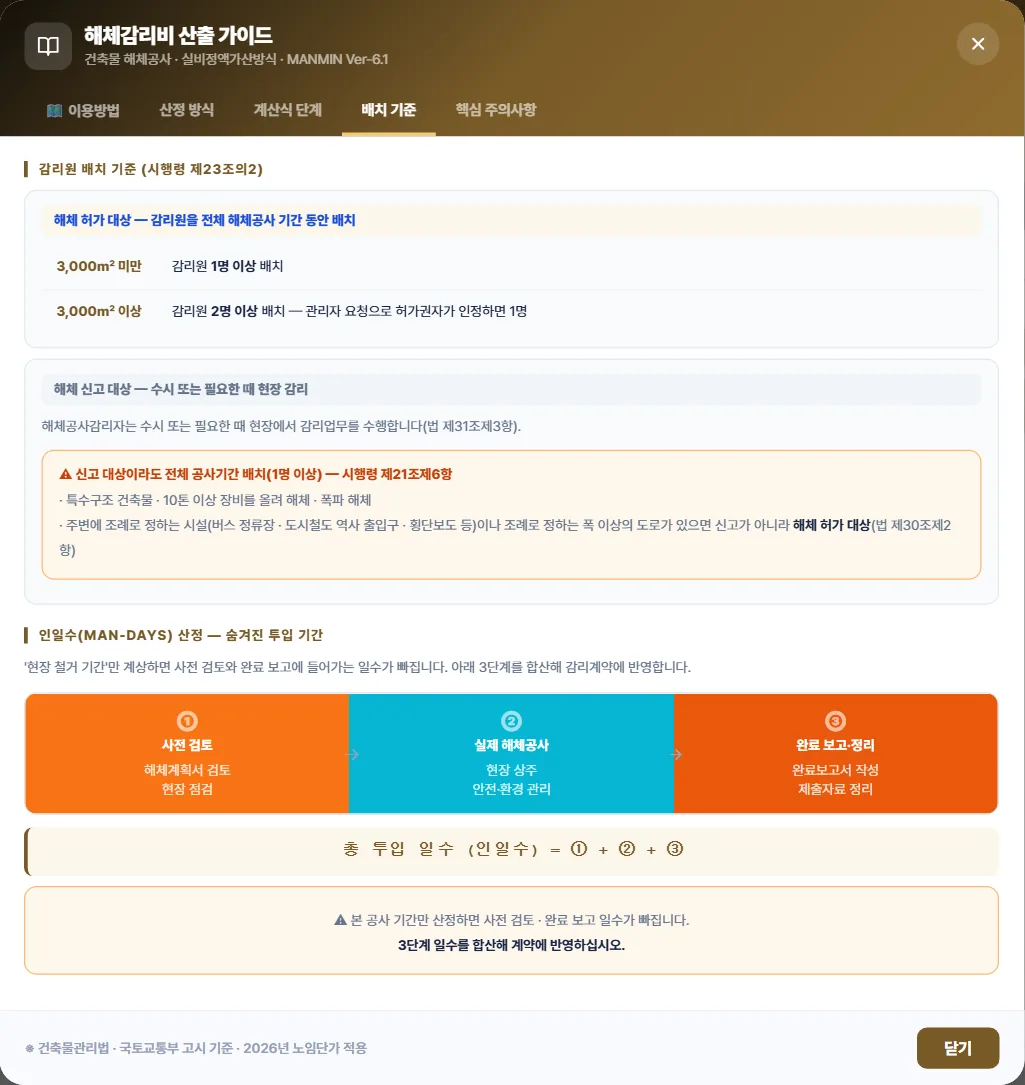 해체감리비 산출 가이드
건축물 해체공사 · 실비정액가산방식 · MANMIN Ver-6.1
이용방법
산정 방식
계산식 단계
배치 기준
핵심 주의사항
감리원 배치 기준 (시행령 제23조의2)
해체 허가 대상 — 감리원을 전체 해체공사 기간 동안 배치
3,000m² 미만 감리원 1명 이상 배치
3,000m² 이상 감리원 2명 이상 배치 — 관리자 요청으로 허가권자가 인정하면 1명
해체 신고 대상 — 수시 또는 필요한 때 현장 감리
해체공사감리자는 수시 또는 필요한 때 현장에서 감리업무를 수행합니다(법 제31조제3항).
⚠ 신고 대상이라도 전체 공사기간 배치(1명 이상) — 시행령 제21조제6항
· 특수구조 건축물 · 10톤 이상 장비를 올려 해체 · 폭파 해체
· 주변에 조례로 정하는 시설(버스 정류장 · 도시철도 역사 출입구 · 횡단보도 등)이나 조례로 정하는 폭 이상의 도로가 있으면 신고가 아니라 해체 허가 대상(법 제30조제2
항)
인일수(MAN-DAYS) 산정 — 숨겨진 투입 기간
'현장 철거 기간'만 계상하면 사전 검토와 완료 보고에 들어가는 일수가 빠집니다. 아래 3단계를 합산해 감리계약에 반영합니다.
①
사전 검토
해체계획서 검토
현장 점검
→
②
실제 해체공사
현장 상주
안전·환경 관리
→
③
완료 보고·정리
완료보고서 작성
제출자료 정리
총 투입 일수 (인일수) = ① + ② + ③
⚠ 본 공사 기간만 산정하면 사전 검토 · 완료 보고 일수가 빠집니다.
3단계 일수를 합산해 계약에 반영하십시오.
※ 건축물관리법 · 국토교통부 고시 기준 · 2026년 노임단가 적용
닫기